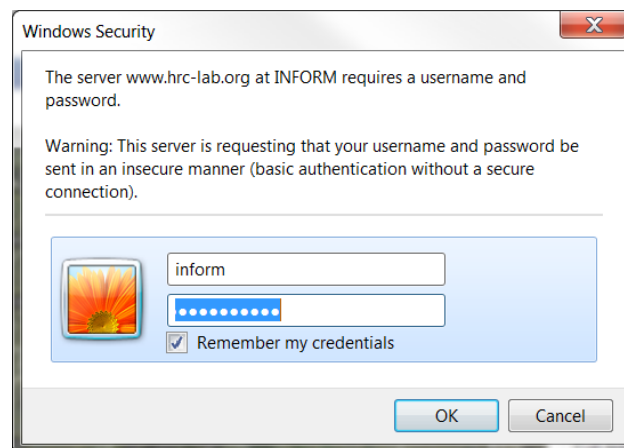 Windows Security
The server www.hrc-lab.org at INFORM requires a username and
password.
Warning: This server is requesting that your username and password be
sent in an insecure manner (basic authentication without a secure
connection).
inform
••••••••••
Remember my credentials
OK Cancel